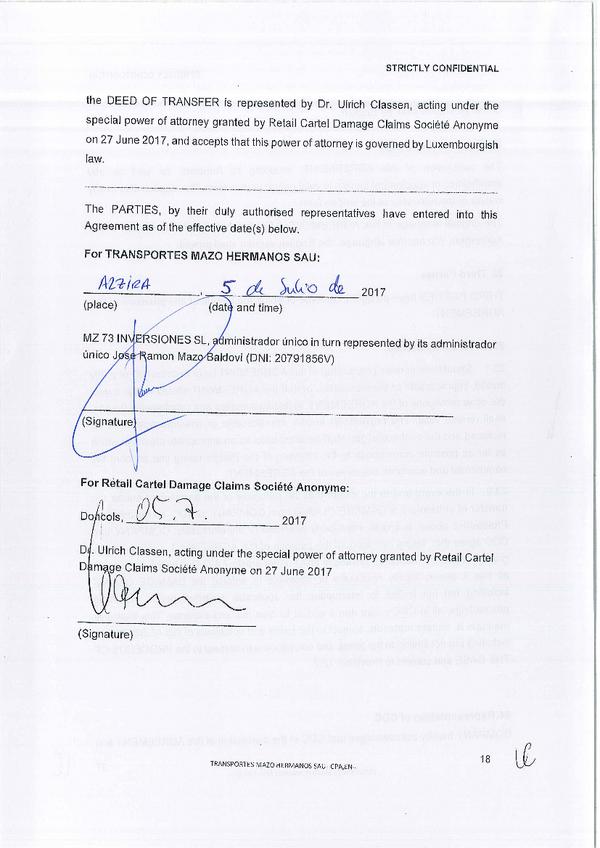 STRICTLY CONFIDENTIAL
the DEED OF TRANSFER is represented by Dr. Ulrich Classen, acting under the
special power of attorney granted by Retail Cartel Damage Claims Société Anonyme
on 27 June 2017, and accepts that this power of attorney is governed by Luxembourgish
law.
The PARTIES, by their duly authorised representatives have entered into this
Agreement as of the effective date(s) below.
For TRANSPORTES MAZO HERMANOS SAU:
Alzira, 5 de Julio de 2017
(place) (date and time)
MZ 73 INVERSIONES SL, administrador único in turn represented by its administrador
único José Ramon Mazo Baldovi (DNI: 20791856V)
(Signature)
For Retail Cartel Damage Claims Société Anonyme:
Doncols, 05.7. 2017
Dr. Ulrich Classen, acting under the special power of attorney granted by Retail Cartel
Damage Claims Société Anonyme on 27 June 2017
(Signature)
18
TRANSPORTES MAZO HERMANOS SAU -CPA,EN-